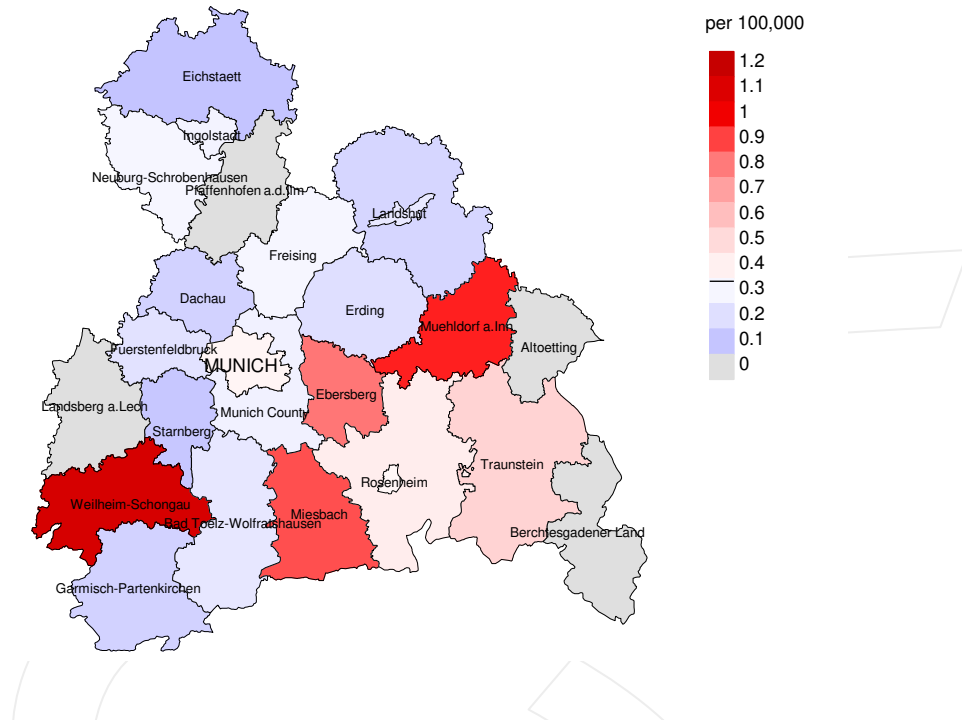 per 100,000
1.2
1.1
1
0.9
0.8
0.7
0.6
0.5
0.4
0.3
0.2
0.1
0
Eichstaett
Ingolstadt
Neuburg-Schrobenhausen
Pfaffenhofen a.d.Ilm
Landshut
Freising
Dachau
Erding
Muehldorf a.Inn
Altoetting
Fuerstenfeldbruck
MUNICH
Ebersberg
Landsberg a.Lech
Munich County
Starnberg
Traunstein
Rosenheim
Weilheim-Schongau
Miesbach
Bad Toelz-Wolfratshausen
Berchtesgadener Land
Garmisch-Partenkirchen